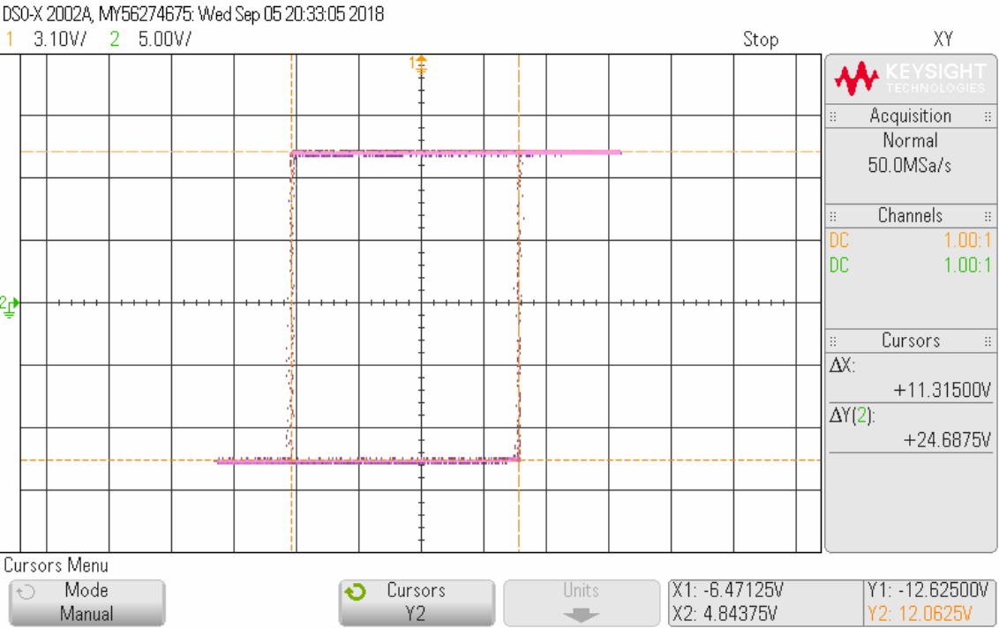 DSO-X 2002A, MY56274675: Wed Sep 05 20:33:05 2018
1 3.10V/ 2 5.00V/ Stop XY
1
KEYSIGHT
TECHNOLOGIES
Acquisition
Normal
50.0MSa/s
Channels
DC 1.00:1
DC 1.00:1
2
Cursors
ΔX:
+11.31500V
ΔY(2):
+24.6875V
Cursors Menu
Mode
Manual
Cursors
Y2
Units
X1: -6.47125V
X2: 4.84375V
Y1: -12.62500V
Y2: 12.0625V